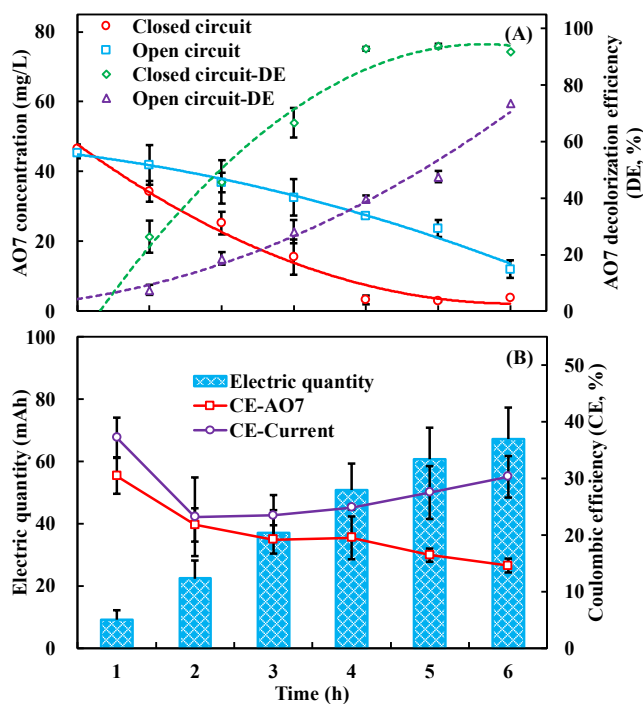 (A)
Closed circuit
Open circuit
Closed circuit-DE
Open circuit-DE
AO7 concentration (mg/L)
80
60
40
20
0
100
80
60
40
20
0
AO7 decolorization efficiency
(DE, %)
(B)
Electric quantity
CE-AO7
CE-Current
Electric quantity (mAh)
100
80
60
40
20
0
50
40
30
20
10
0
Coulombic efficiency (CE, %)
1 2 3 4 5 6
Time (h)